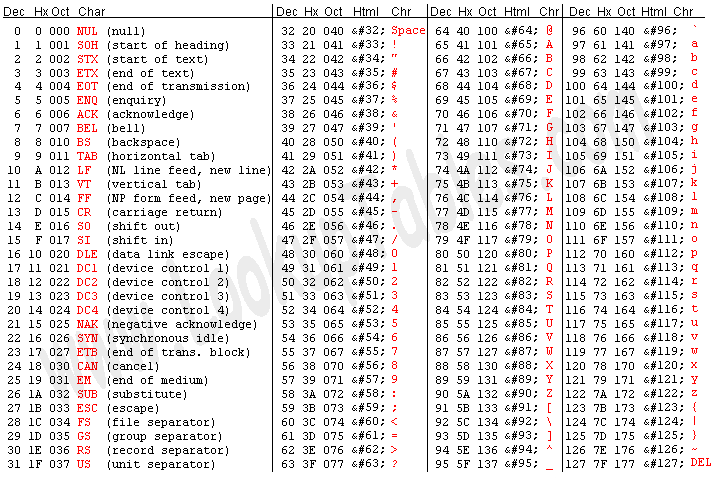 Dec Hx Oct Char Dec Hx Oct Html Chr Dec Hx Oct Html Chr Dec Hx Oct Html Chr
0 0 000 NUL (null) 32 20 040 &#32; Space 64 40 100 &#64; @ 96 60 140 &#96; `
1 1 001 SOH (start of heading) 33 21 041 &#33; ! 65 41 101 &#65; A 97 61 141 &#97; a
2 2 002 STX (start of text) 34 22 042 &#34; " 66 42 102 &#66; B 98 62 142 &#98; b
3 3 003 ETX (end of text) 35 23 043 &#35; # 67 43 103 &#67; C 99 63 143 &#99; c
4 4 004 EOT (end of transmission) 36 24 044 &#36; $ 68 44 104 &#68; D 100 64 144 &#100; d
5 5 005 ENQ (enquiry) 37 25 045 &#37; % 69 45 105 &#69; E 101 65 145 &#101; e
6 6 006 ACK (acknowledge) 38 26 046 &#38; & 70 46 106 &#70; F 102 66 146 &#102; f
7 7 007 BEL (bell) 39 27 047 &#39; ' 71 47 107 &#71; G 103 67 147 &#103; g
8 8 010 BS (backspace) 40 28 050 &#40; ( 72 48 110 &#72; H 104 68 150 &#104; h
9 9 011 TAB (horizontal tab) 41 29 051 &#41; ) 73 49 111 &#73; I 105 69 151 &#105; i
10 A 012 LF (NL line feed, new line) 42 2A 052 &#42; * 74 4A 112 &#74; J 106 6A 152 &#106; j
11 B 013 VT (vertical tab) 43 2B 053 &#43; + 75 4B 113 &#75; K 107 6B 153 &#107; k
12 C 014 FF (NP form feed, new page) 44 2C 054 &#44; , 76 4C 114 &#76; L 108 6C 154 &#108; l
13 D 015 CR (carriage return) 45 2D 055 &#45; - 77 4D 115 &#77; M 109 6D 155 &#109; m
14 E 016 SO (shift out) 46 2E 056 &#46; . 78 4E 116 &#78; N 110 6E 156 &#110; n
15 F 017 SI (shift in) 47 2F 057 &#47; / 79 4F 117 &#79; O 111 6F 157 &#111; o
16 10 020 DLE (data link escape) 48 30 060 &#48; 0 80 50 120 &#80; P 112 70 160 &#112; p
17 11 021 DC1 (device control 1) 49 31 061 &#49; 1 81 51 121 &#81; Q 113 71 161 &#113; q
18 12 022 DC2 (device control 2) 50 32 062 &#50; 2 82 52 122 &#82; R 114 72 162 &#114; r
19 13 023 DC3 (device control 3) 51 33 063 &#51; 3 83 53 123 &#83; S 115 73 163 &#115; s
20 14 024 DC4 (device control 4) 52 34 064 &#52; 4 84 54 124 &#84; T 116 74 164 &#116; t
21 15 025 NAK (negative acknowledge) 53 35 065 &#53; 5 85 55 125 &#85; U 117 75 165 &#117; u
22 16 026 SYN (synchronous idle) 54 36 066 &#54; 6 86 56 126 &#86; V 118 76 166 &#118; v
23 17 027 ETB (end of trans. block) 55 37 067 &#55; 7 87 57 127 &#87; W 119 77 167 &#119; w
24 18 030 CAN (cancel) 56 38 070 &#56; 8 88 58 130 &#88; X 120 78 170 &#120; x
25 19 031 EM (end of medium) 57 39 071 &#57; 9 89 59 131 &#89; Y 121 79 171 &#121; y
26 1A 032 SUB (substitute) 58 3A 072 &#58; : 90 5A 132 &#90; Z 122 7A 172 &#122; z
27 1B 033 ESC (escape) 59 3B 073 &#59; ; 91 5B 133 &#91; [ 123 7B 173 &#123; {
28 1C 034 FS (file separator) 60 3C 074 &#60; < 92 5C 134 &#92; \ 124 7C 174 &#124; |
29 1D 035 GS (group separator) 61 3D 075 &#61; = 93 5D 135 &#93; ] 125 7D 175 &#125; }
30 1E 036 RS (record separator) 62 3E 076 &#62; > 94 5E 136 &#94; ^ 126 7E 176 &#126; ~
31 1F 037 US (unit separator) 63 3F 077 &#63; ? 95 5F 137 &#95; _ 127 7F 177 &#127; DEL
www.LookupTables.com